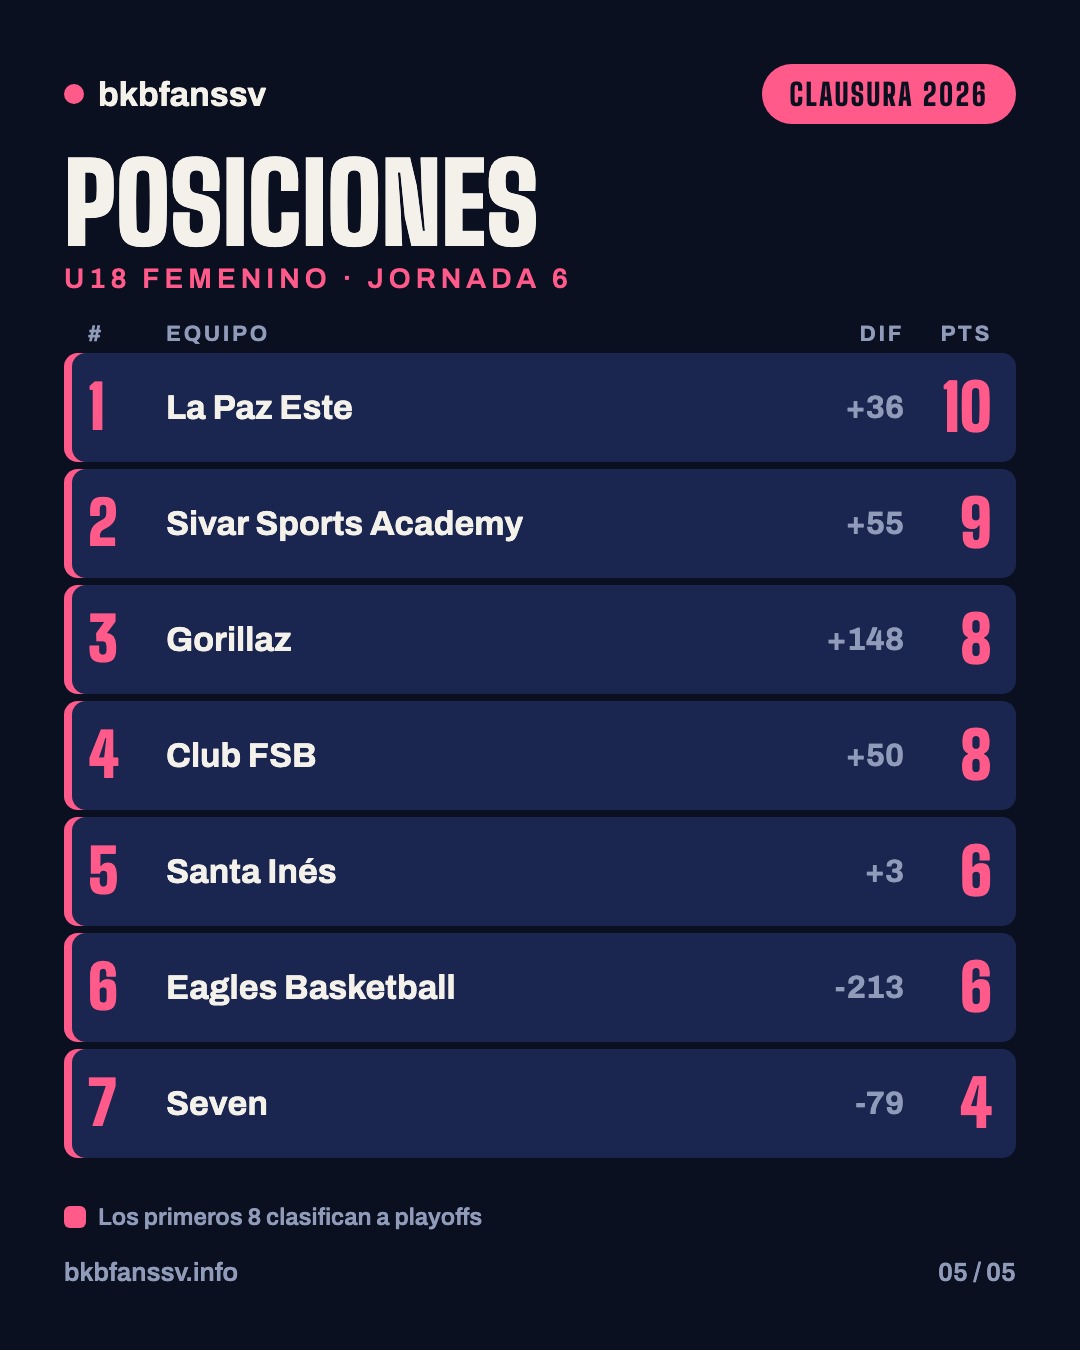 bkbfanssv
CLAUSURA 2026
POSICIONES
U18 FEMENINO · JORNADA 6
# EQUIPO DIF PTS
1 La Paz Este +36 10
2 Sivar Sports Academy +55 9
3 Gorillaz +148 8
4 Club FSB +50 8
5 Santa Inés +3 6
6 Eagles Basketball -213 6
7 Seven -79 4
Los primeros 8 clasifican a playoffs
bkbfanssv.info 05 / 05